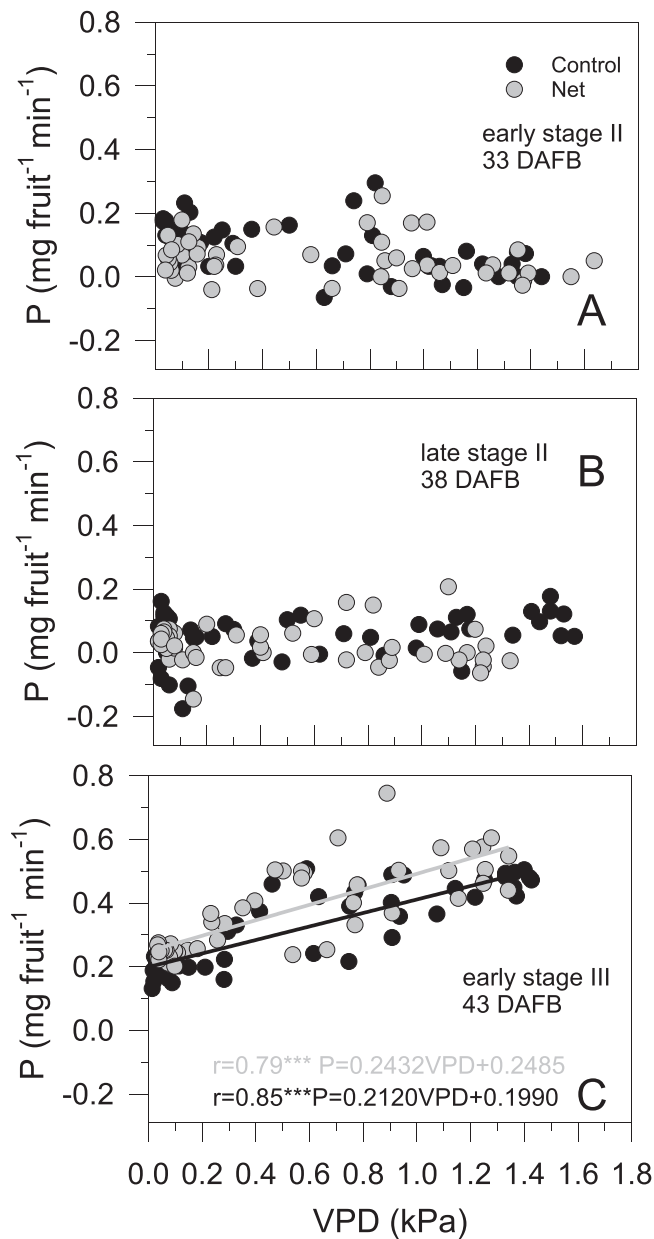 0.8
0.6
0.4
0.2
0.0
-0.2
P (mg fruit⁻¹ min⁻¹)
Control
Net
early stage II
33 DAFB
A
0.8
0.6
0.4
0.2
0.0
-0.2
P (mg fruit⁻¹ min⁻¹)
late stage II
38 DAFB
B
0.8
0.6
0.4
0.2
0.0
-0.2
P (mg fruit⁻¹ min⁻¹)
early stage III
43 DAFB
r=0.79*** P=0.2432VPD+0.2485
r=0.85***P=0.2120VPD+0.1990
C
0.0 0.2 0.4 0.6 0.8 1.0 1.2 1.4 1.6 1.8
VPD (kPa)